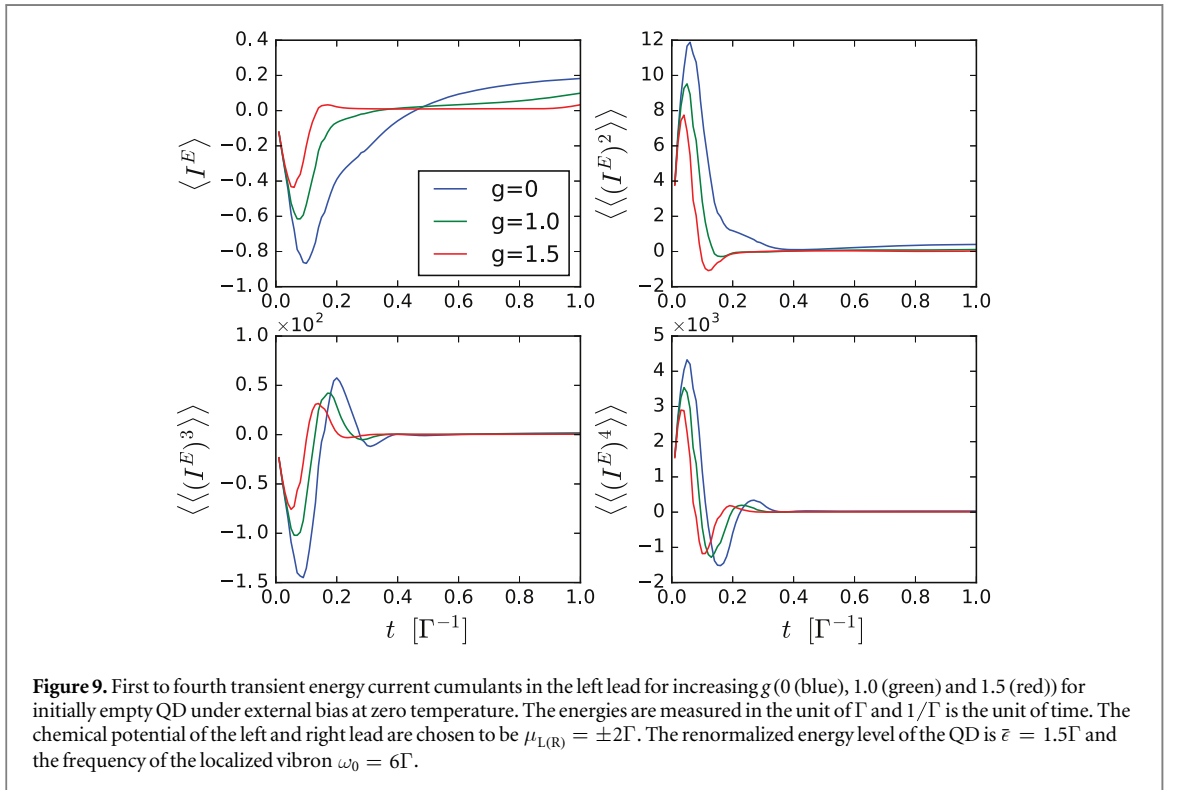 0.4
0.2
0.0
−0.2
−0.4
−0.6
−0.8
−1.0
⟨I^E⟩
0.0 0.2 0.4 0.6 0.8 1.0
g=0
g=1.0
g=1.5
12
10
8
6
4
2
0
−2
⟨⟨(I^E)^2⟩⟩
0.0 0.2 0.4 0.6 0.8 1.0
×10^2
1.0
0.5
0.0
−0.5
−1.0
−1.5
⟨⟨(I^E)^3⟩⟩
0.0 0.2 0.4 0.6 0.8 1.0
t [Γ^−1]
×10^3
5
4
3
2
1
0
−1
−2
⟨⟨(I^E)^4⟩⟩
0.0 0.2 0.4 0.6 0.8 1.0
t [Γ^−1]
Figure 9. First to fourth transient energy current cumulants in the left lead for increasing g (0 (blue), 1.0 (green) and 1.5 (red)) for
initially empty QD under external bias at zero temperature. The energies are measured in the unit of Γ and 1/Γ is the unit of time. The
chemical potential of the left and right lead are chosen to be μ_L(R) = ±2Γ. The renormalized energy level of the QD is ε̄ = 1.5Γ and
the frequency of the localized vibron ω_0 = 6Γ.